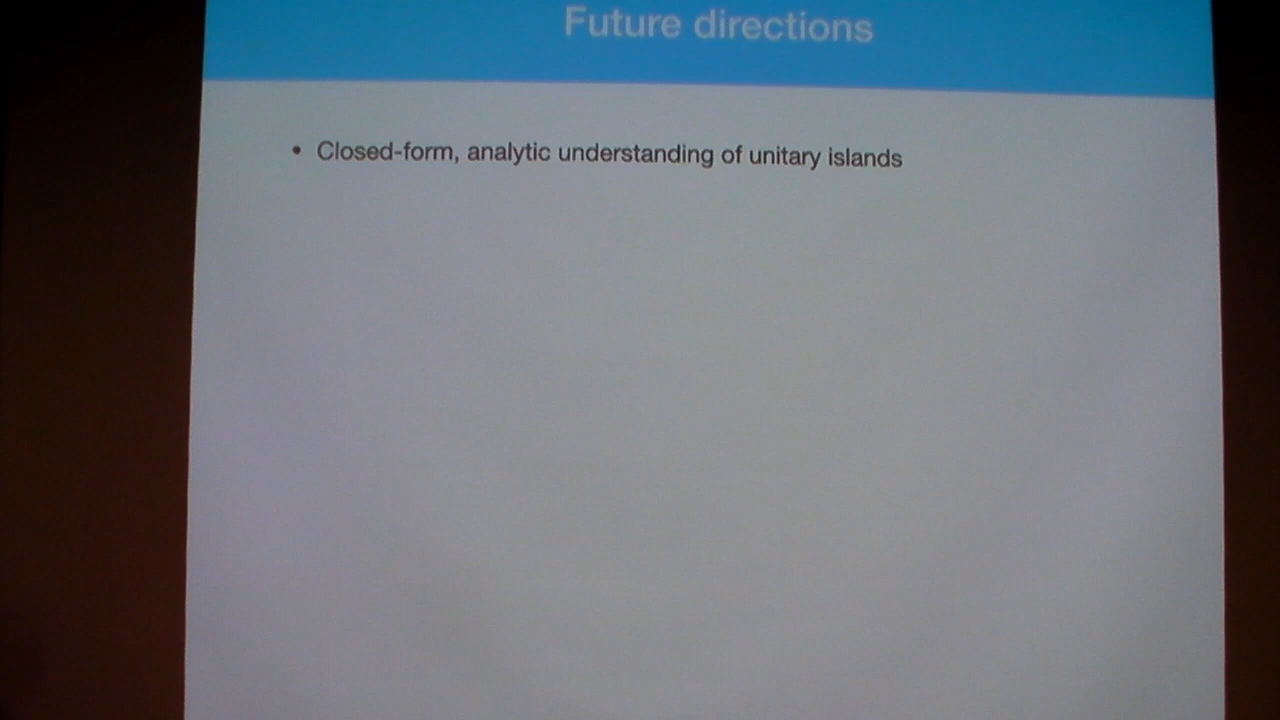 Future directions
• Closed-form, analytic understanding of unitary islands